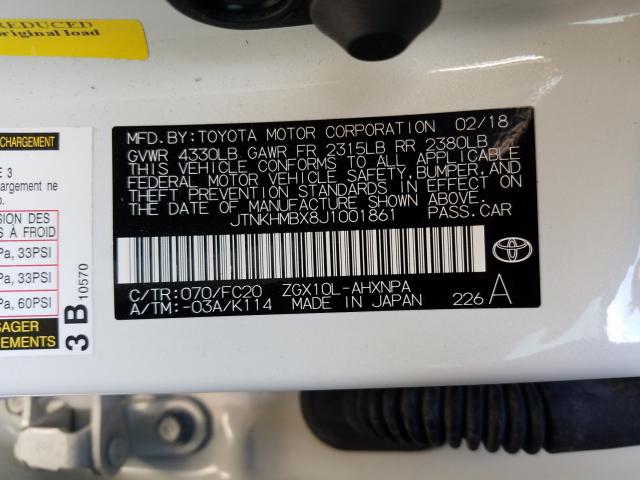 REDUCED
original load
CHARGEMENT
E 3
argement ne
b.
SION DES
S À FROID
Pa, 33PSI
Pa, 33PSI
Pa, 60PSI
SAGER
EMENTS
3 B 10570
MFD.BY:TOYOTA MOTOR CORPORATION 02/18
GVWR 4330LB GAWR FR 2315LB RR 2380LB
THIS VEHICLE CONFORMS TO ALL APPLICABLE
FEDERAL MOTOR VEHICLE SAFETY,BUMPER,AND
THEFT PREVENTION STANDARDS IN EFFECT
ON THE DATE OF MANUFACTURE SHOWN ABOVE.
JTNKHMBX8J1001861 PASS.CAR
C/TR:070/FC20 ZGX10L-AHXNPA
A/TM:-03A/K114 MADE IN JAPAN 226 A